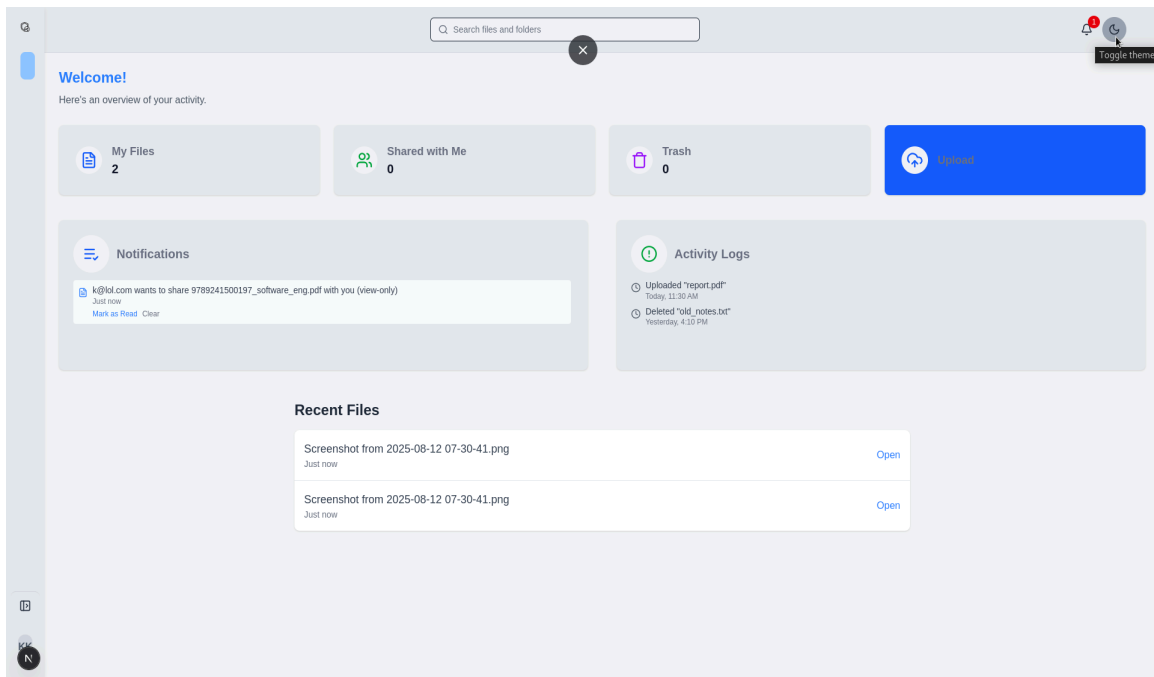 Search files and folders
1
Toggle theme
Welcome!
Here's an overview of your activity.
My Files
2
Shared with Me
0
Trash
0
Upload
Notifications
k@lol.com wants to share 9789241500197_software_eng.pdf with you (view-only)
Just now
Mark as Read Clear
Activity Logs
Uploaded "report.pdf"
Today, 11:30 AM
Deleted "old_notes.txt"
Yesterday, 4:10 PM
Recent Files
Screenshot from 2025-08-12 07-30-41.png
Just now
Open
Screenshot from 2025-08-12 07-30-41.png
Just now
Open
KK
N